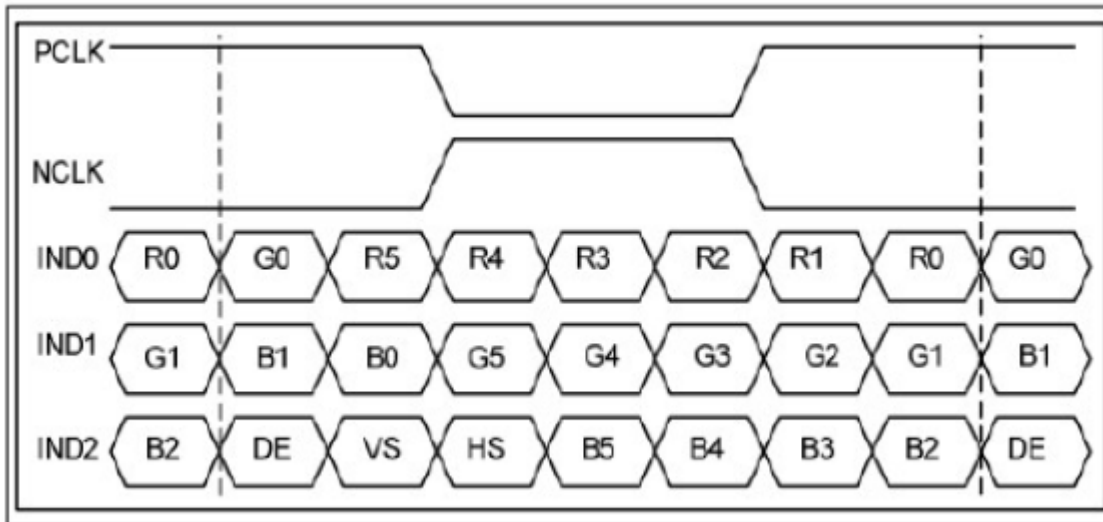 PCLK
NCLK
IND0 R0 G0 R5 R4 R3 R2 R1 R0 G0
IND1 G1 B1 B0 G5 G4 G3 G2 G1 B1
IND2 B2 DE VS HS B5 B4 B3 B2 DE